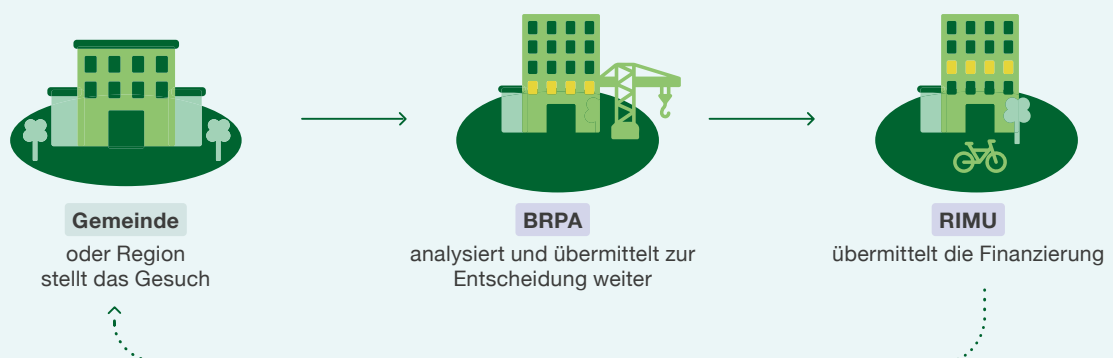 Gemeinde
oder Region
stellt das Gesuch
BRPA
analysiert und übermittelt zur
Entscheidung weiter
RIMU
übermittelt die Finanzierung